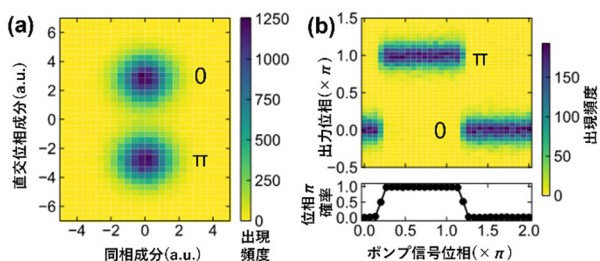 (a)
直交位相成分(a.u.)
6
4
2
0
-2
-4
-6
0
π
-4 -2 0 2 4
同相成分(a.u.)
1250
1000
750
500
250
0
出現
頻度
(b)
出力位相(×π)
1.5
1.0
0.5
0.0
-0.5
π
0
150
100
50
0
出現頻度
位相π
確率
1.0
0.5
0.0
0.0 0.5 1.0 1.5 2.0
ポンプ信号位相(×π)